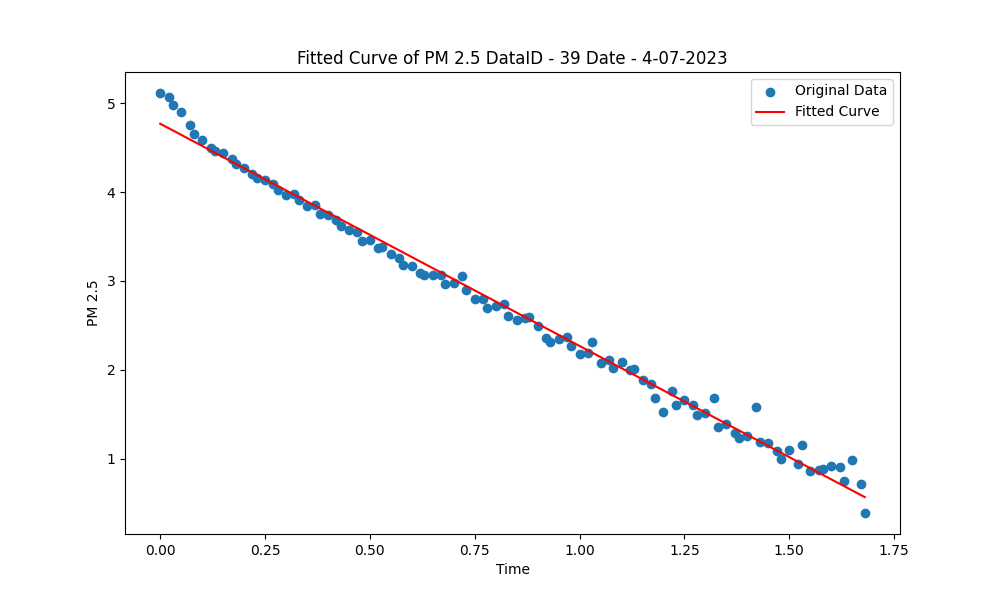 Fitted Curve of PM 2.5 DataID - 39 Date - 4-07-2023
Original Data
Fitted Curve
5
4
3
2
1
PM 2.5
0.00 0.25 0.50 0.75 1.00 1.25 1.50 1.75
Time